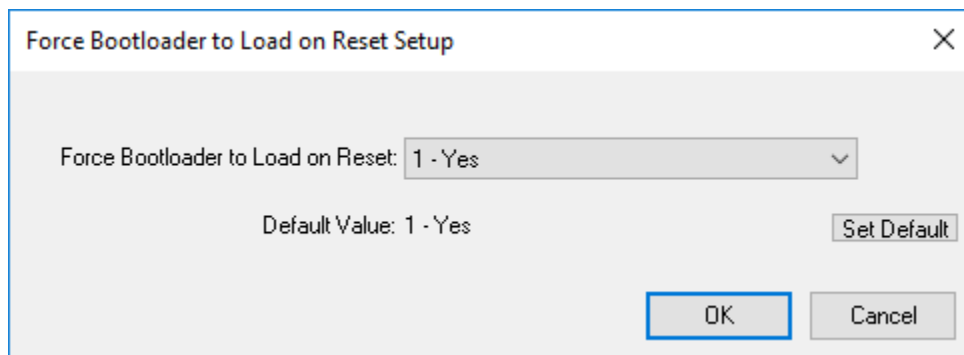 Force Bootloader to Load on Reset Setup
Force Bootloader to Load on Reset: 1 - Yes
Default Value: 1 - Yes Set Default
OK Cancel